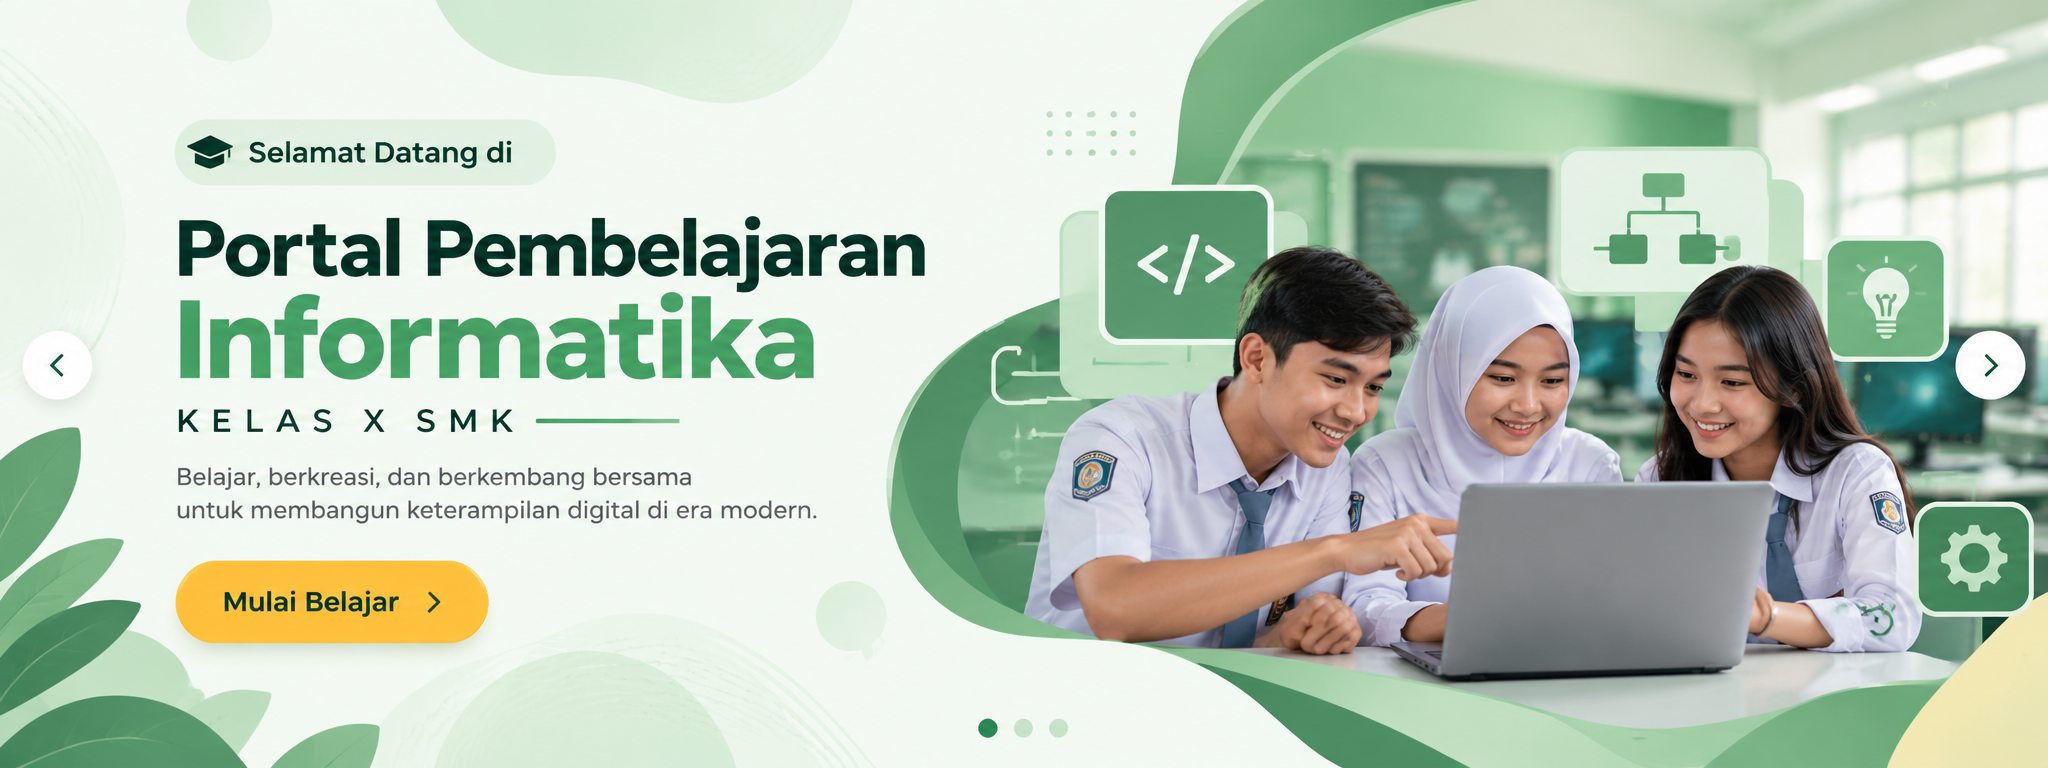 Selamat Datang di
Portal Pembelajaran
Informatika
KELAS X SMK
Belajar, berkreasi, dan berkembang bersama
untuk membangun keterampilan digital di era modern.
Mulai Belajar
</>